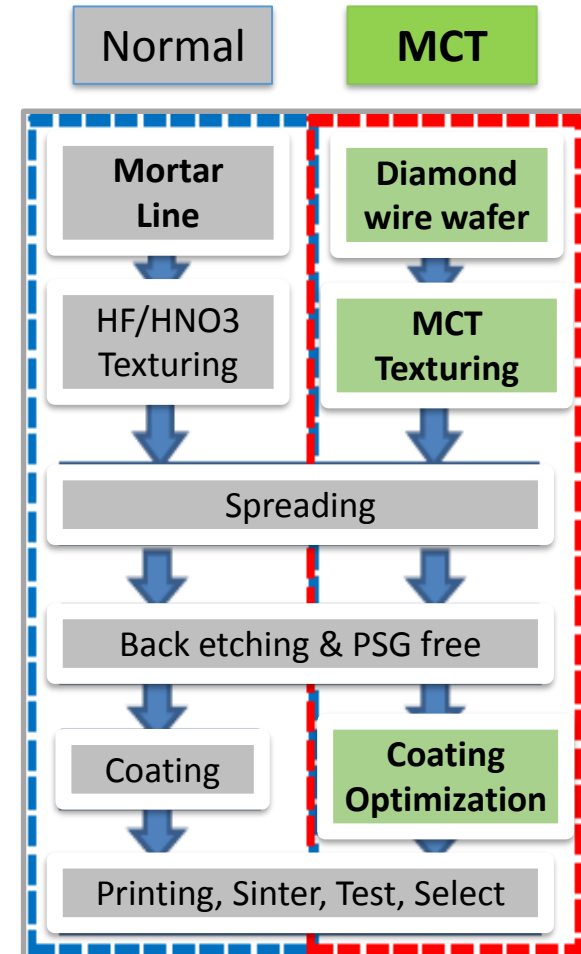 Normal
MCT
Mortar
Line
Diamond
wire wafer
HF/HNO3
Texturing
MCT
Texturing
Spreading
Back etching & PSG free
Coating
Coating
Optimization
Printing, Sinter, Test, Select